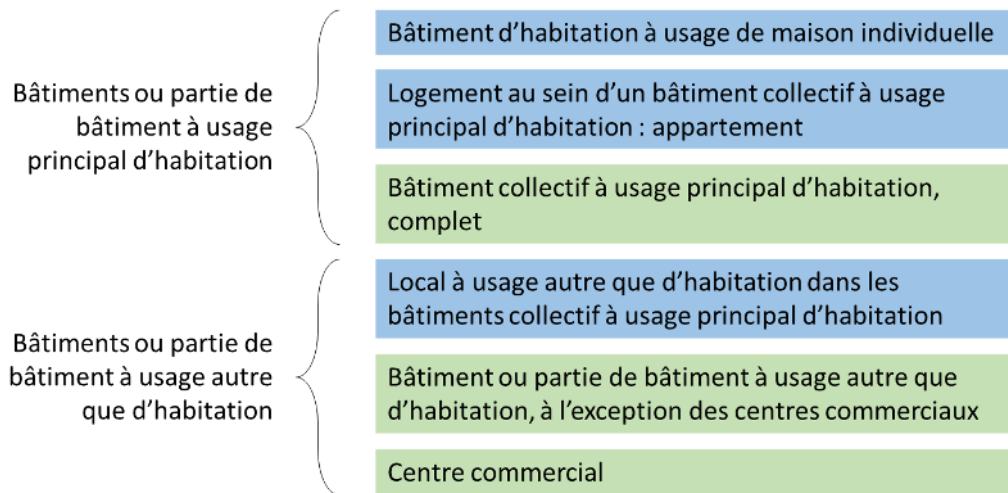 Bâtiments ou partie de
bâtiment à usage
principal d’habitation
Bâtiment d’habitation à usage de maison individuelle
Logement au sein d’un bâtiment collectif à usage
principal d’habitation : appartement
Bâtiment collectif à usage principal d’habitation,
complet
Bâtiments ou partie de
bâtiment à usage autre
que d’habitation
Local à usage autre que d’habitation dans les
bâtiments collectif à usage principal d’habitation
Bâtiment ou partie de bâtiment à usage autre que
d’habitation, à l’exception des centres commerciaux
Centre commercial